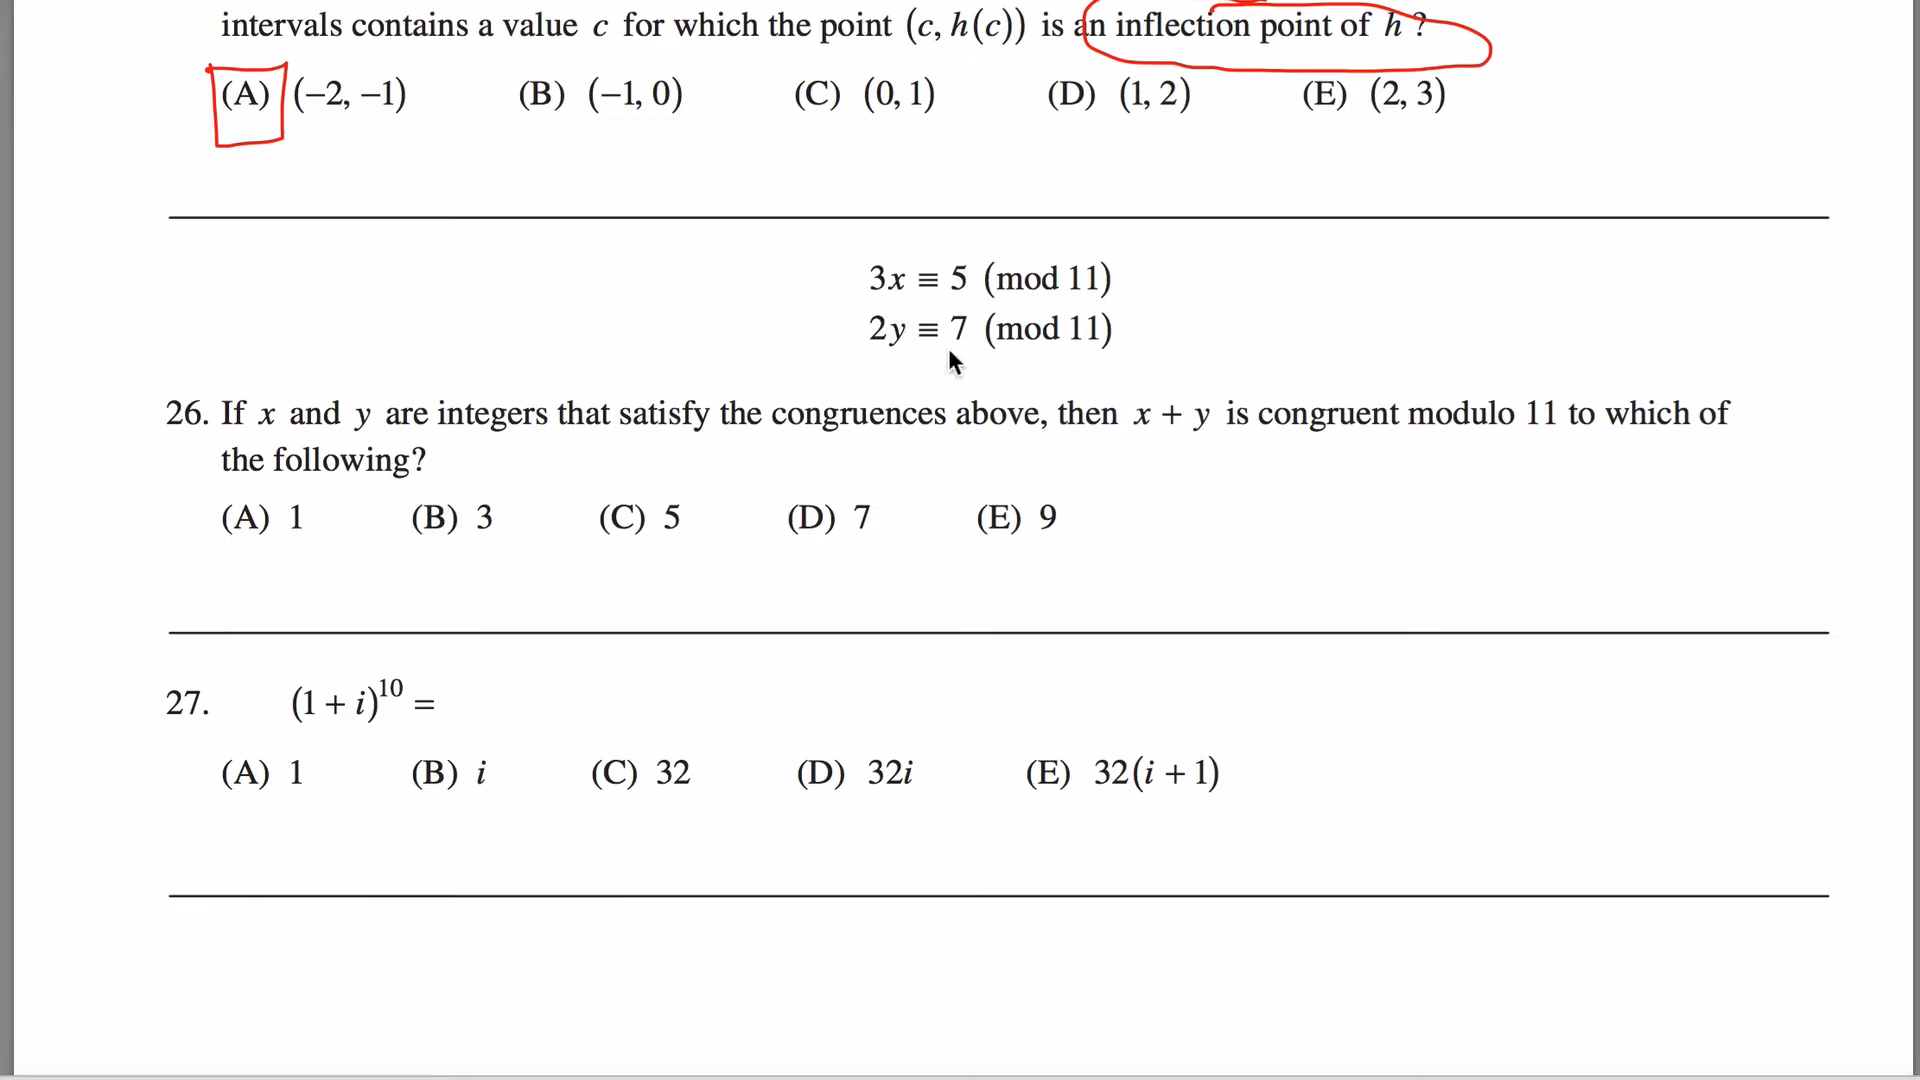 intervals contains a value c for which the point (c, h(c)) is an inflection point of h ?
(A) (−2, −1) (B) (−1, 0) (C) (0, 1) (D) (1, 2) (E) (2, 3)
3x ≡ 5 (mod 11)
2y ≡ 7 (mod 11)
26. If x and y are integers that satisfy the congruences above, then x + y is congruent modulo 11 to which of
the following?
(A) 1 (B) 3 (C) 5 (D) 7 (E) 9
27. (1 + i)¹⁰ =
(A) 1 (B) i (C) 32 (D) 32i (E) 32(i + 1)